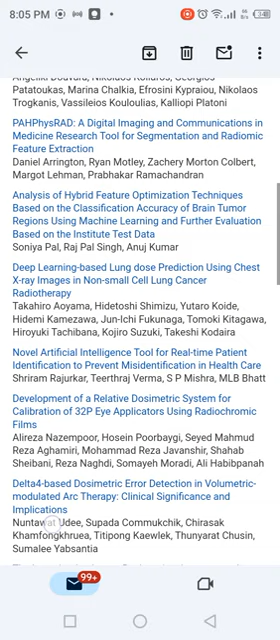 8:05 PM
Angeliki Douvara, Nikolaos Kollaros, Georgios
Patatoukas, Marina Chalkia, Efrosini Kypraiou, Nikolaos
Trogkanis, Vassileios Kouloulias, Kalliopi Platoni
PAHPhysRAD: A Digital Imaging and Communications in
Medicine Research Tool for Segmentation and Radiomic
Feature Extraction
Daniel Arrington, Ryan Motley, Zachery Morton Colbert,
Margot Lehman, Prabhakar Ramachandran
Analysis of Hybrid Feature Optimization Techniques
Based on the Classification Accuracy of Brain Tumor
Regions Using Machine Learning and Further Evaluation
Based on the Institute Test Data
Soniya Pal, Raj Pal Singh, Anuj Kumar
Deep Learning-based Lung dose Prediction Using Chest
X-ray Images in Non-small Cell Lung Cancer
Radiotherapy
Takahiro Aoyama, Hidetoshi Shimizu, Yutaro Koide,
Hidemi Kamezawa, Jun-Ichi Fukunaga, Tomoki Kitagawa,
Hiroyuki Tachibana, Kojiro Suzuki, Takeshi Kodaira
Novel Artificial Intelligence Tool for Real-time Patient
Identification to Prevent Misidentification in Health Care
Shriram Rajurkar, Teerthraj Verma, S P Mishra, MLB Bhatt
Development of a Relative Dosimetric System for
Calibration of 32P Eye Applicators Using Radiochromic
Films
Alireza Nazempoor, Hosein Poorbaygi, Seyed Mahmud
Reza Aghamiri, Mohammad Reza Javanshir, Shahab
Sheibani, Reza Naghdi, Somayeh Moradi, Ali Habibpanah
Delta4-based Dosimetric Error Detection in Volumetric-
modulated Arc Therapy: Clinical Significance and
Implications
Nuntawat Udee, Supada Commukchik, Chirasak
Khamfongkhruea, Titipong Kaewlek, Thunyarat Chusin,
Sumalee Yabsantia
99+